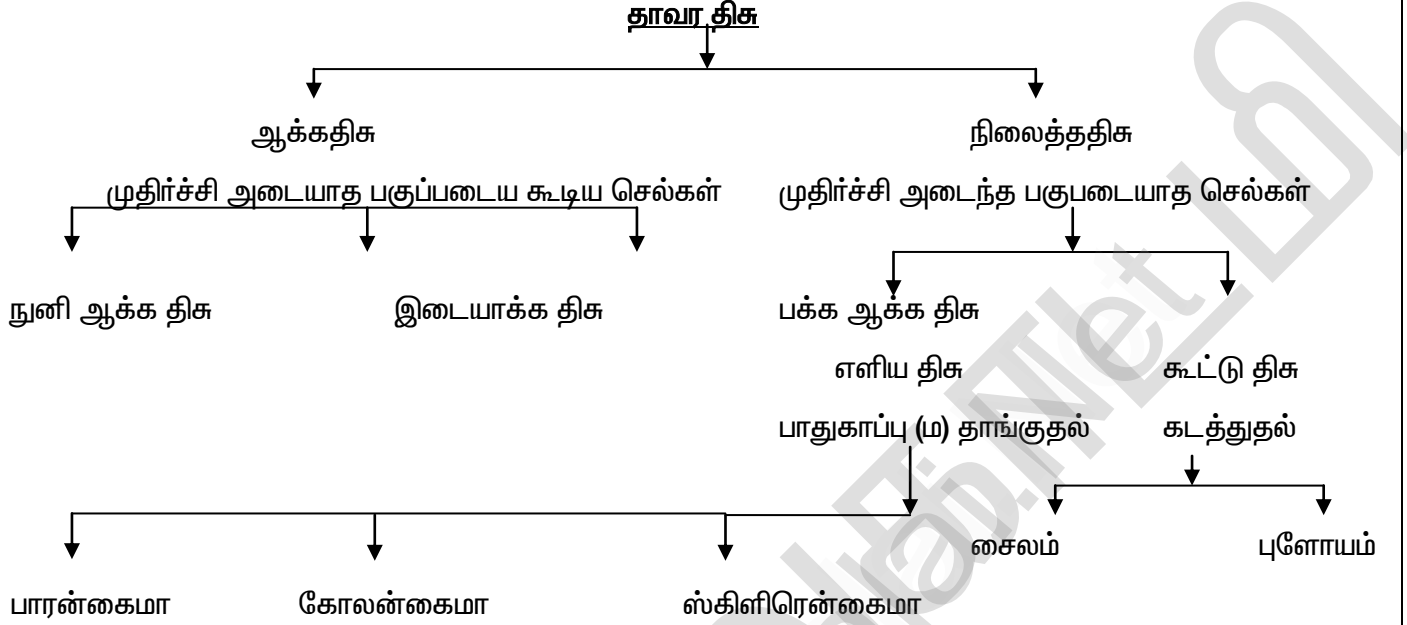 தாவர திசு
ஆக்கதிசு நிலைத்ததிசு
முதிர்ச்சி அடையாத பகுப்படைய கூடிய செல்கள் முதிர்ச்சி அடைந்த பகுபடையாத செல்கள்
நுனி ஆக்க திசு இடையாக்க திசு பக்க ஆக்க திசு
எளிய திசு கூட்டு திசு
பாதுகாப்பு (ம) தாங்குதல் கடத்துதல்
சைலம் புளோயம்
பாரன்கைமா கோலன்கைமா ஸ்கிளிரென்கைமா